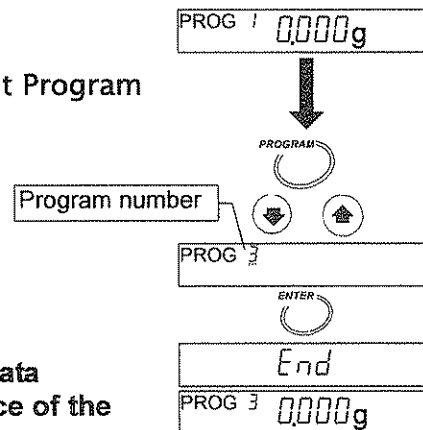 PROG 1 0.000g
t Program
PROGRAM
Program number
PROG 3
ENTER
End
ata
PROG 3 0.000g
ce of the